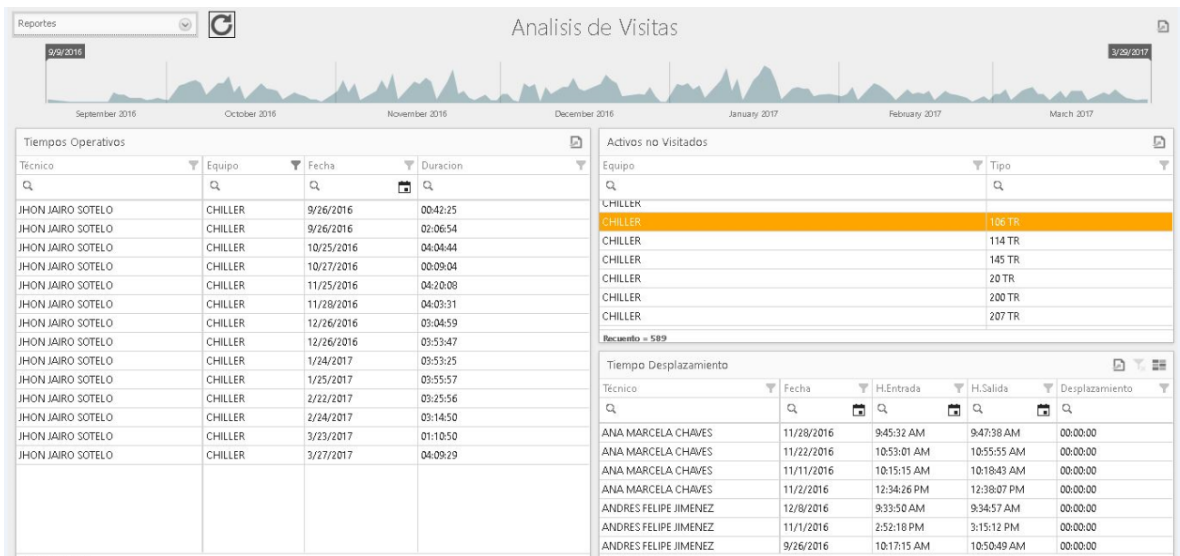 Reportes
Analisis de Visitas
9/9/2016
3/29/2017
September 2016 October 2016 November 2016 December 2016 January 2017 February 2017 March 2017
Tiempos Operativos
Técnico Equipo Fecha Duracion
JHON JAIRO SOTELO CHILLER 9/26/2016 00:42:25
JHON JAIRO SOTELO CHILLER 9/26/2016 02:06:54
JHON JAIRO SOTELO CHILLER 10/25/2016 04:04:44
JHON JAIRO SOTELO CHILLER 10/27/2016 00:09:04
JHON JAIRO SOTELO CHILLER 11/25/2016 04:20:08
JHON JAIRO SOTELO CHILLER 11/28/2016 04:03:31
JHON JAIRO SOTELO CHILLER 12/26/2016 03:04:59
JHON JAIRO SOTELO CHILLER 12/26/2016 03:53:47
JHON JAIRO SOTELO CHILLER 1/24/2017 03:53:25
JHON JAIRO SOTELO CHILLER 1/25/2017 03:55:57
JHON JAIRO SOTELO CHILLER 2/22/2017 03:25:56
JHON JAIRO SOTELO CHILLER 2/24/2017 03:14:50
JHON JAIRO SOTELO CHILLER 3/23/2017 01:10:50
JHON JAIRO SOTELO CHILLER 3/27/2017 04:09:29
Activos no Visitados
Equipo Tipo
CHILLER
CHILLER 106 TR
CHILLER 114 TR
CHILLER 145 TR
CHILLER 20 TR
CHILLER 200 TR
CHILLER 207 TR
Recuento = 589
Tiempo Desplazamiento
Técnico Fecha H.Entrada H.Salida Desplazamiento
ANA MARCELA CHAVES 11/28/2016 9:45:32 AM 9:47:38 AM 00:00:00
ANA MARCELA CHAVES 11/22/2016 10:53:01 AM 10:55:55 AM 00:00:00
ANA MARCELA CHAVES 11/11/2016 10:15:15 AM 10:18:43 AM 00:00:00
ANA MARCELA CHAVES 11/2/2016 12:34:26 PM 12:38:07 PM 00:00:00
ANDRES FELIPE JIMENEZ 12/8/2016 9:33:50 AM 9:34:57 AM 00:00:00
ANDRES FELIPE JIMENEZ 11/1/2016 2:52:18 PM 3:15:12 PM 00:00:00
ANDRES FELIPE JIMENEZ 9/26/2016 10:17:15 AM 10:50:49 AM 00:00:00